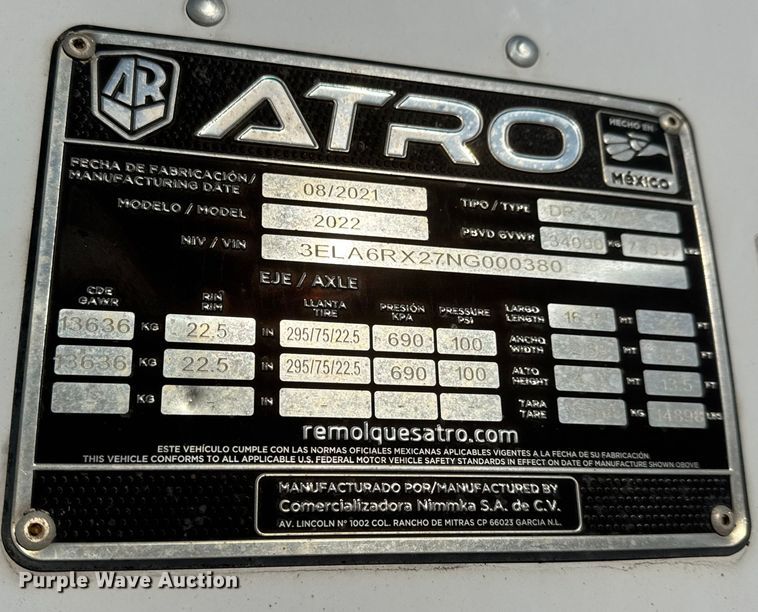 AR
ATRO
HECHO EN
MÉXICO
FECHA DE FABRICACIÓN /
MANUFACTURING DATE
08/2021
TIPO / TYPE
MODELO / MODEL
2022
PBVD GVWR
34000 KG LBS
NIV / VIN
3ELA6RX27NG000380
EJE / AXLE
CDE
GAWR
RIN
RIM
LLANTA
TIRE
PRESIÓN
KPA
PRESSURE
PSI
LARGO
LENGTH
MT FT
13636 KG 22.5 IN 295/75/22.5 690 100
ANCHO
WIDTH
MT FT
13636 KG 22.5 IN 295/75/22.5 690 100
ALTO
HEIGHT
MT 13.5 FT
- KG - IN - - -
TARA
TARE
KG 14898 LBS
remolquesatro.com
ESTE VEHÍCULO CUMPLE CON LAS NORMAS OFICIALES MEXICANAS APLICABLES VIGENTES A LA FECHA DE SU FABRICACIÓN
THIS VEHICLE CONFORMS TO ALL APPLICABLE U.S. FEDERAL MOTOR VEHICLE SAFETY STANDARDS IN EFFECT ON DATE OF MANUFACTURE SHOWN ABOVE
MANUFACTURADO POR/MANUFACTURED BY
Comercializadora Nimmka S.A. de C.V.
AV. LINCOLN Nº 1002 COL. RANCHO DE MITRAS CP 66023 GARCIA N.L.
Purple Wave Auction